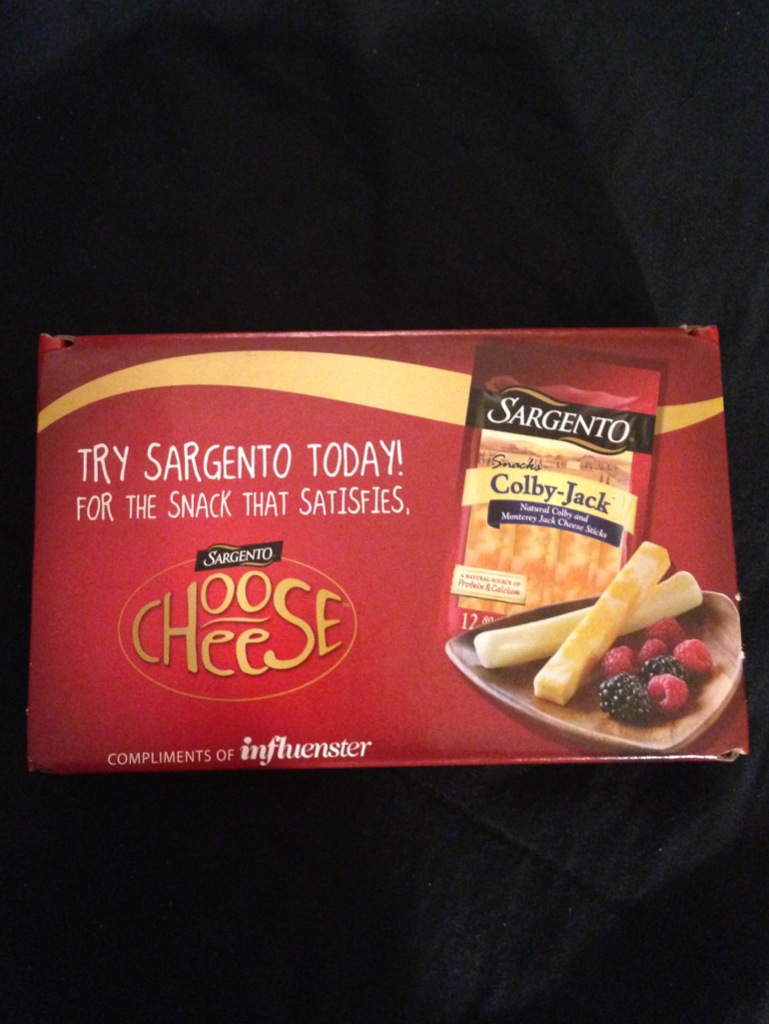 TRY SARGENTO TODAY!
FOR THE SNACK THAT SATISFIES.
SARGENTO
CHOOSE
CHEESE
COMPLIMENTS OF influenster
SARGENTO
Snacks
Colby-Jack
Natural Colby and
Monterey Jack Cheese Sticks
A NATURAL SOURCE OF
Protein & Calcium
12